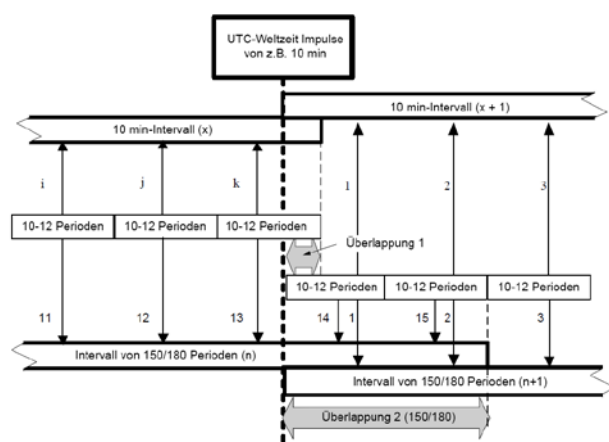 UTC-Weltzeit Impulse
von z.B. 10 min
10 min-Intervall (x + 1)
10 min-Intervall (x)
i j k 1 2 3
10-12 Perioden 10-12 Perioden 10-12 Perioden
Überlappung 1
10-12 Perioden 10-12 Perioden 10-12 Perioden
11 12 13 14 1 15 2 3
Intervall von 150/180 Perioden (n)
Intervall von 150/180 Perioden (n+1)
Überlappung 2 (150/180)